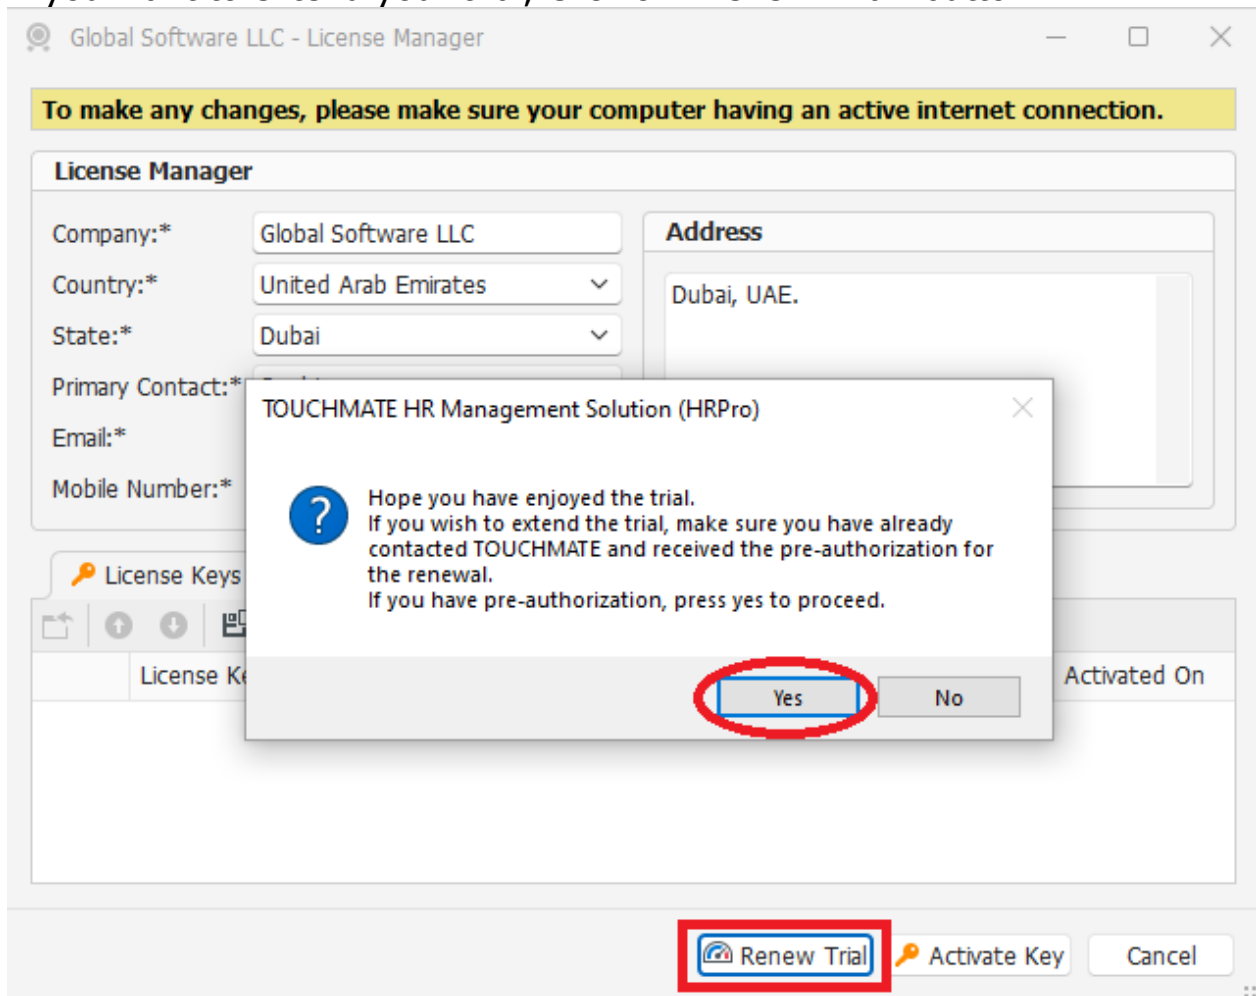 Global Software LLC - License Manager
To make any changes, please make sure your computer having an active internet connection.
License Manager
Company:* Global Software LLC
Address
Country:* United Arab Emirates
Dubai, UAE.
State:* Dubai
Primary Contact:*
Email:*
Mobile Number:*
TOUCHMATE HR Management Solution (HRPro)
Hope you have enjoyed the trial.
If you wish to extend the trial, make sure you have already
contacted TOUCHMATE and received the pre-authorization for
the renewal.
If you have pre-authorization, press yes to proceed.
Yes No
License Keys
License Ke
Activated On
Renew Trial Activate Key Cancel